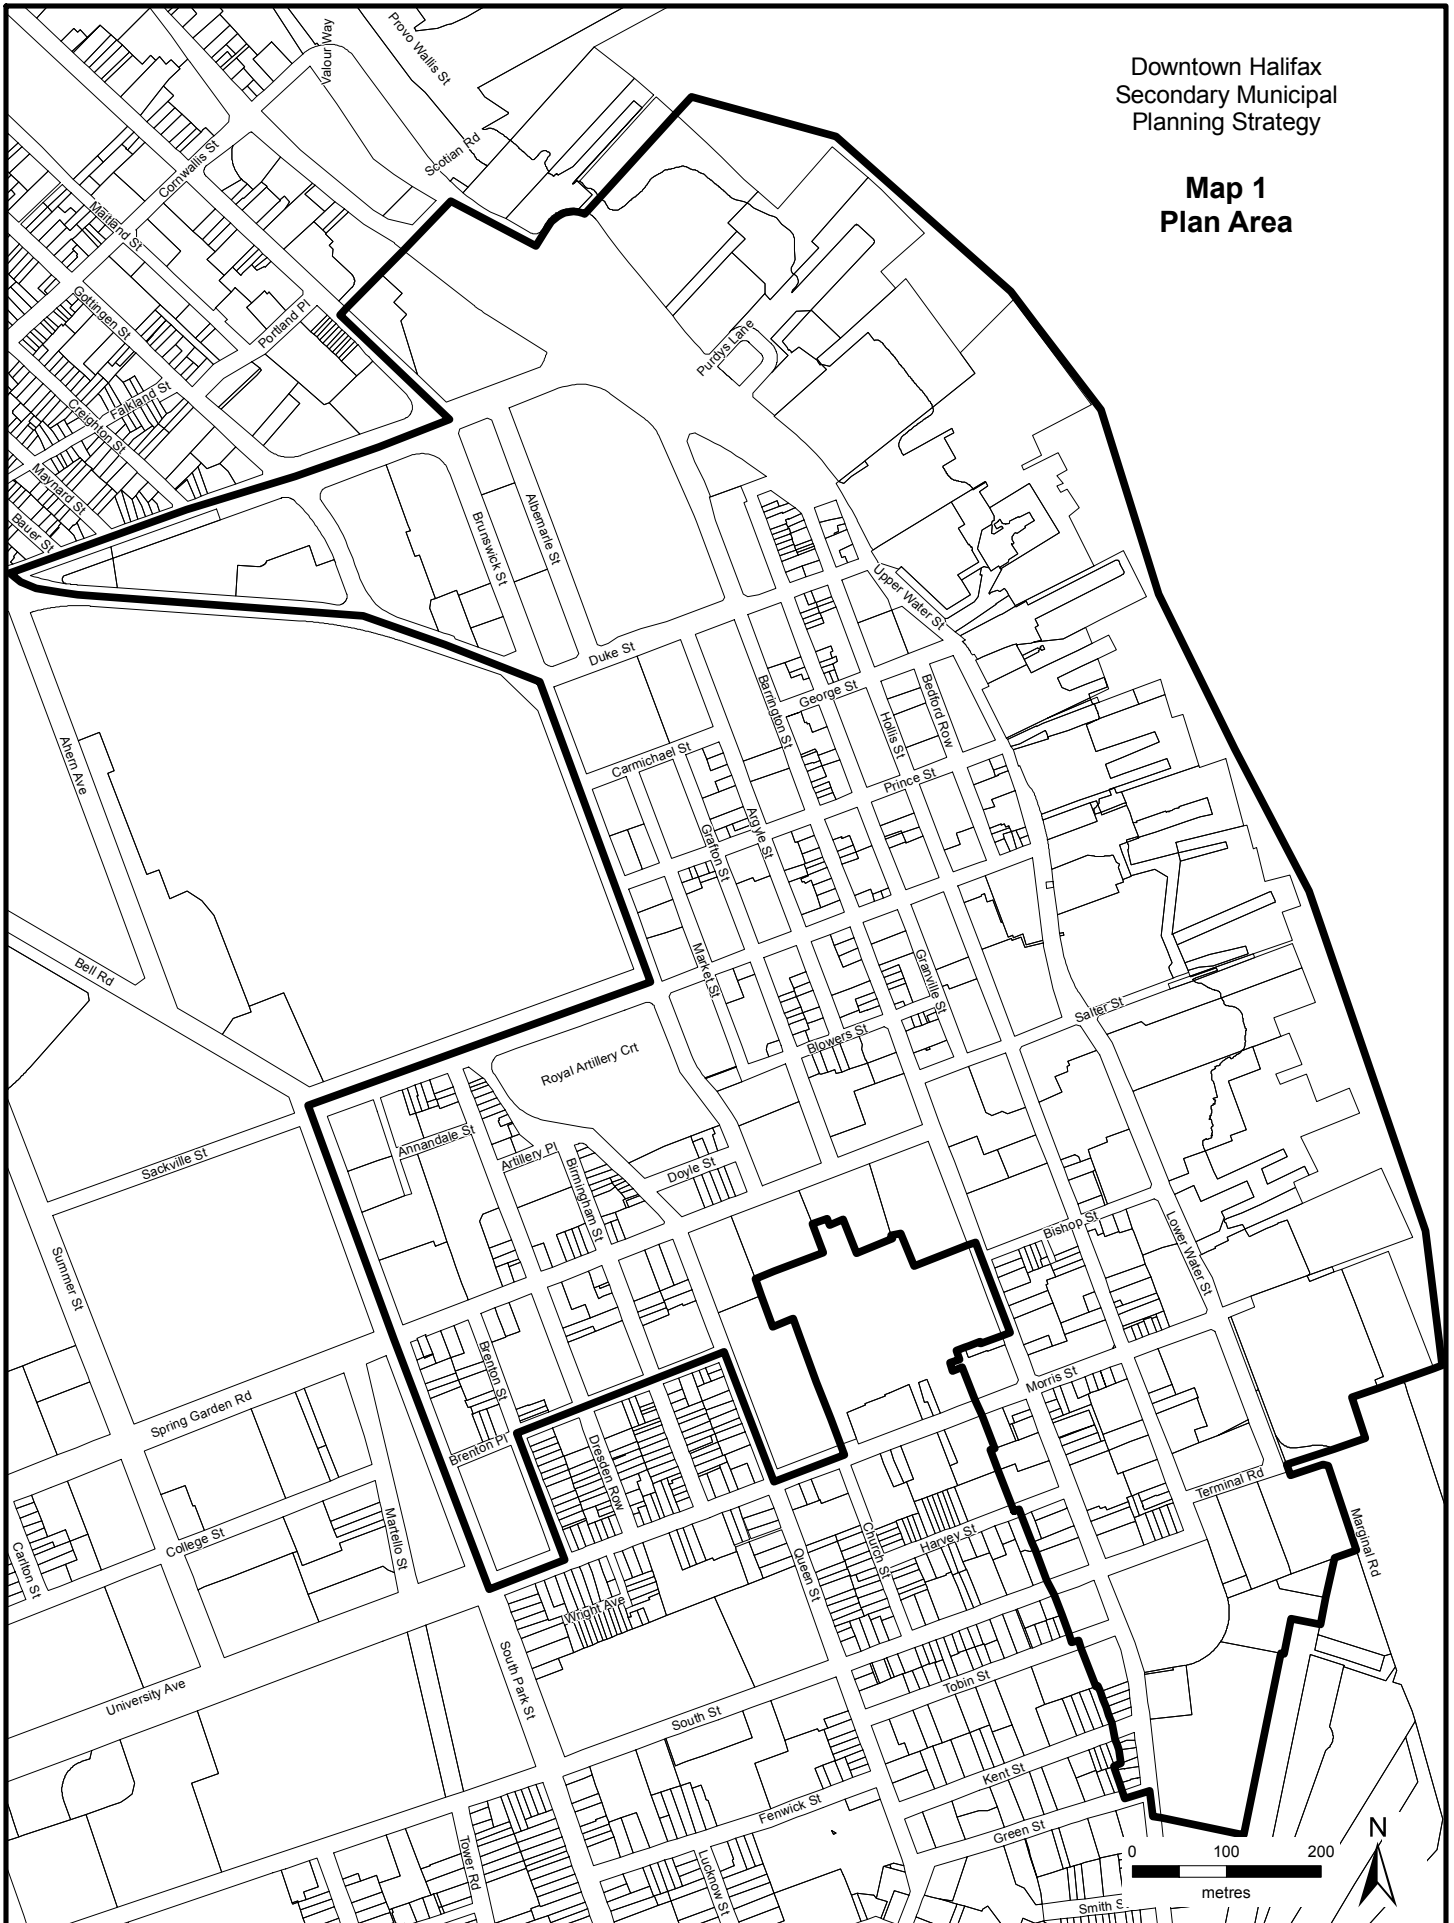 Downtown Halifax
Secondary Municipal
Planning Strategy
Map 1
Plan Area
Valour Way
Provo Wallis St
Scotian Rd
Cornwallis St
Maitland St
Gottingen St
Portland Pl
Falkland St
Creighton St
Maynard St
Bauer St
Purdys Lane
Brunswick St
Albemarle St
Upper Water St
Duke St
Barrington St
George St
Hollis St
Bedford Row
Ahern Ave
Carmichael St
Prince St
Grafton St
Argyle St
Bell Rd
Market St
Granville St
Salter St
Blowers St
Royal Artillery Crt
Annandale St
Artillery Pl
Birmingham St
Doyle St
Sackville St
Summer St
Bishop St
Lower Water St
Brenton St
Morris St
Spring Garden Rd
Brenton Pl
Dresden Row
Terminal Rd
College St
Martello St
Carlton St
Queen St
Church St
Harvey St
Marginal Rd
Wright Ave
South Park St
University Ave
South St
Tobin St
Kent St
Fenwick St
Green St
Tower Rd
Lucknow St
Smith S
N
0 100 200
metres